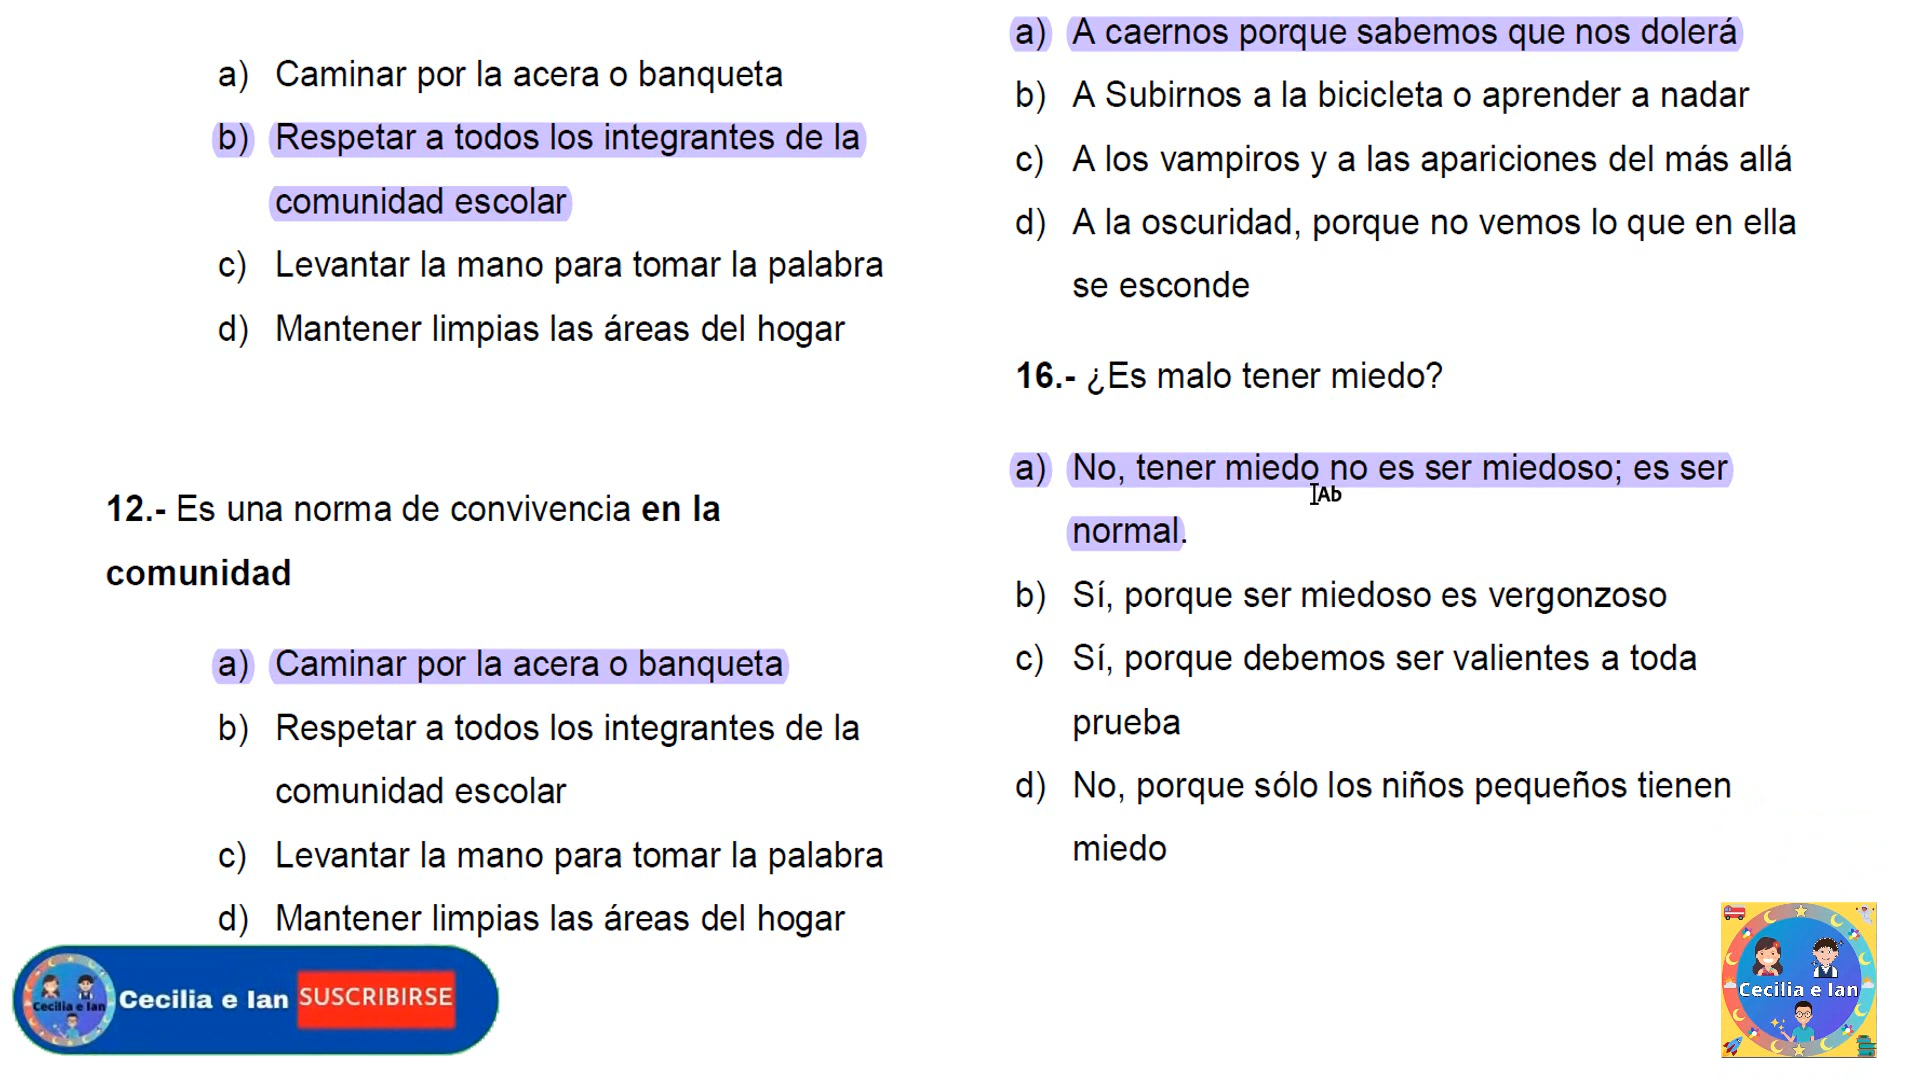 a) Caminar por la acera o banqueta
b) Respetar a todos los integrantes de la
comunidad escolar
c) Levantar la mano para tomar la palabra
d) Mantener limpias las áreas del hogar
12.- Es una norma de convivencia en la
comunidad
a) Caminar por la acera o banqueta
b) Respetar a todos los integrantes de la
comunidad escolar
c) Levantar la mano para tomar la palabra
d) Mantener limpias las áreas del hogar
a) A caernos porque sabemos que nos dolerá
b) A Subirnos a la bicicleta o aprender a nadar
c) A los vampiros y a las apariciones del más allá
d) A la oscuridad, porque no vemos lo que en ella
se esconde
16.- ¿Es malo tener miedo?
a) No, tener miedo no es ser miedoso; es ser
Ab
normal.
b) Sí, porque ser miedoso es vergonzoso
c) Sí, porque debemos ser valientes a toda
prueba
d) No, porque sólo los niños pequeños tienen
miedo
Cecilia e Ian
Cecilia e Ian SUSCRIBIRSE
Cecilia e Ian